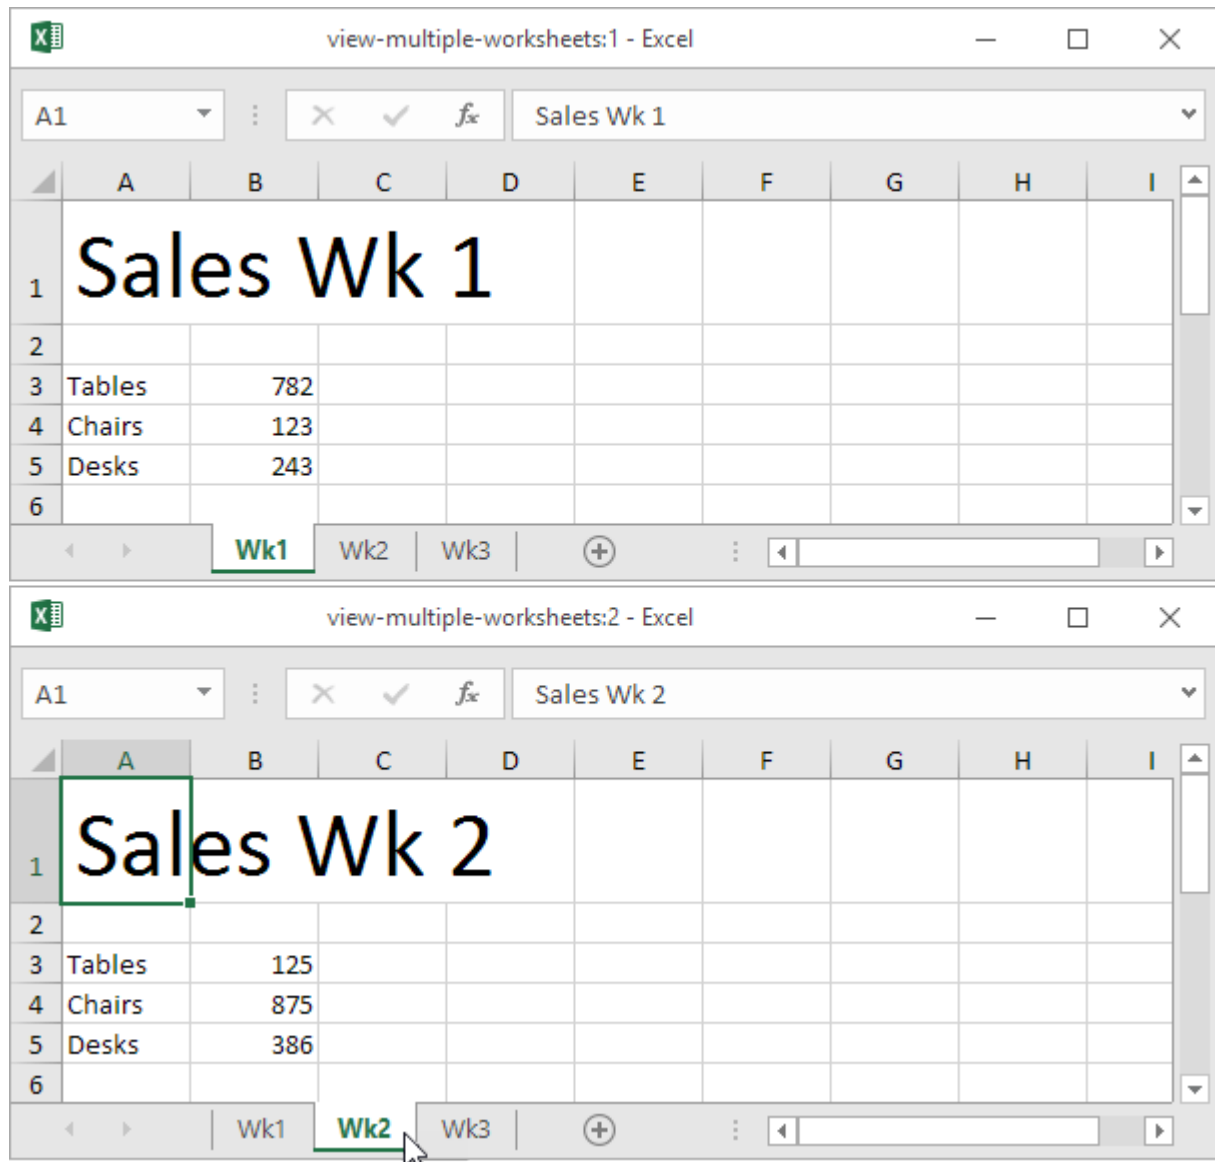 view-multiple-worksheets:1 - Excel
A1 fx Sales Wk 1
A B C D E F G H I
1 Sales Wk 1
2
3 Tables 782
4 Chairs 123
5 Desks 243
6
Wk1 Wk2 Wk3
view-multiple-worksheets:2 - Excel
A1 fx Sales Wk 2
A B C D E F G H I
1 Sales Wk 2
2
3 Tables 125
4 Chairs 875
5 Desks 386
6
Wk1 Wk2 Wk3